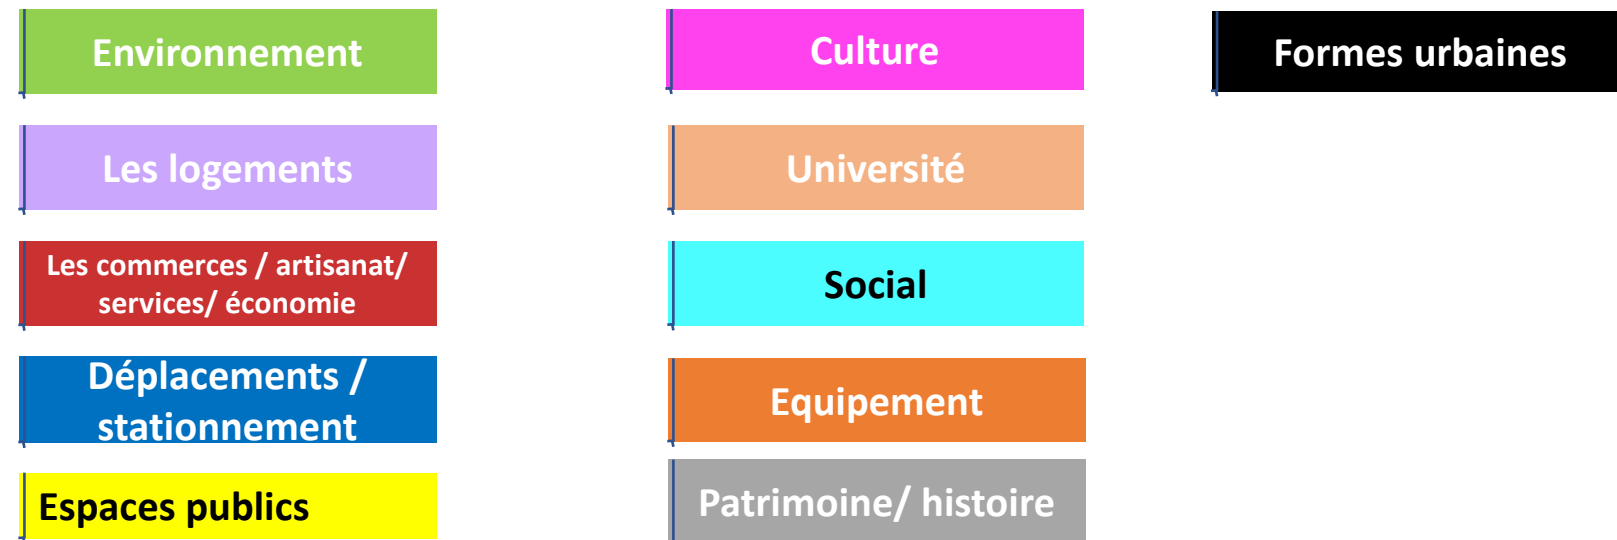 Environnement
Les logements
Les commerces / artisanat/
services/ économie
Déplacements /
stationnement
Espaces publics
Culture
Université
Social
Equipement
Patrimoine/ histoire
Formes urbaines